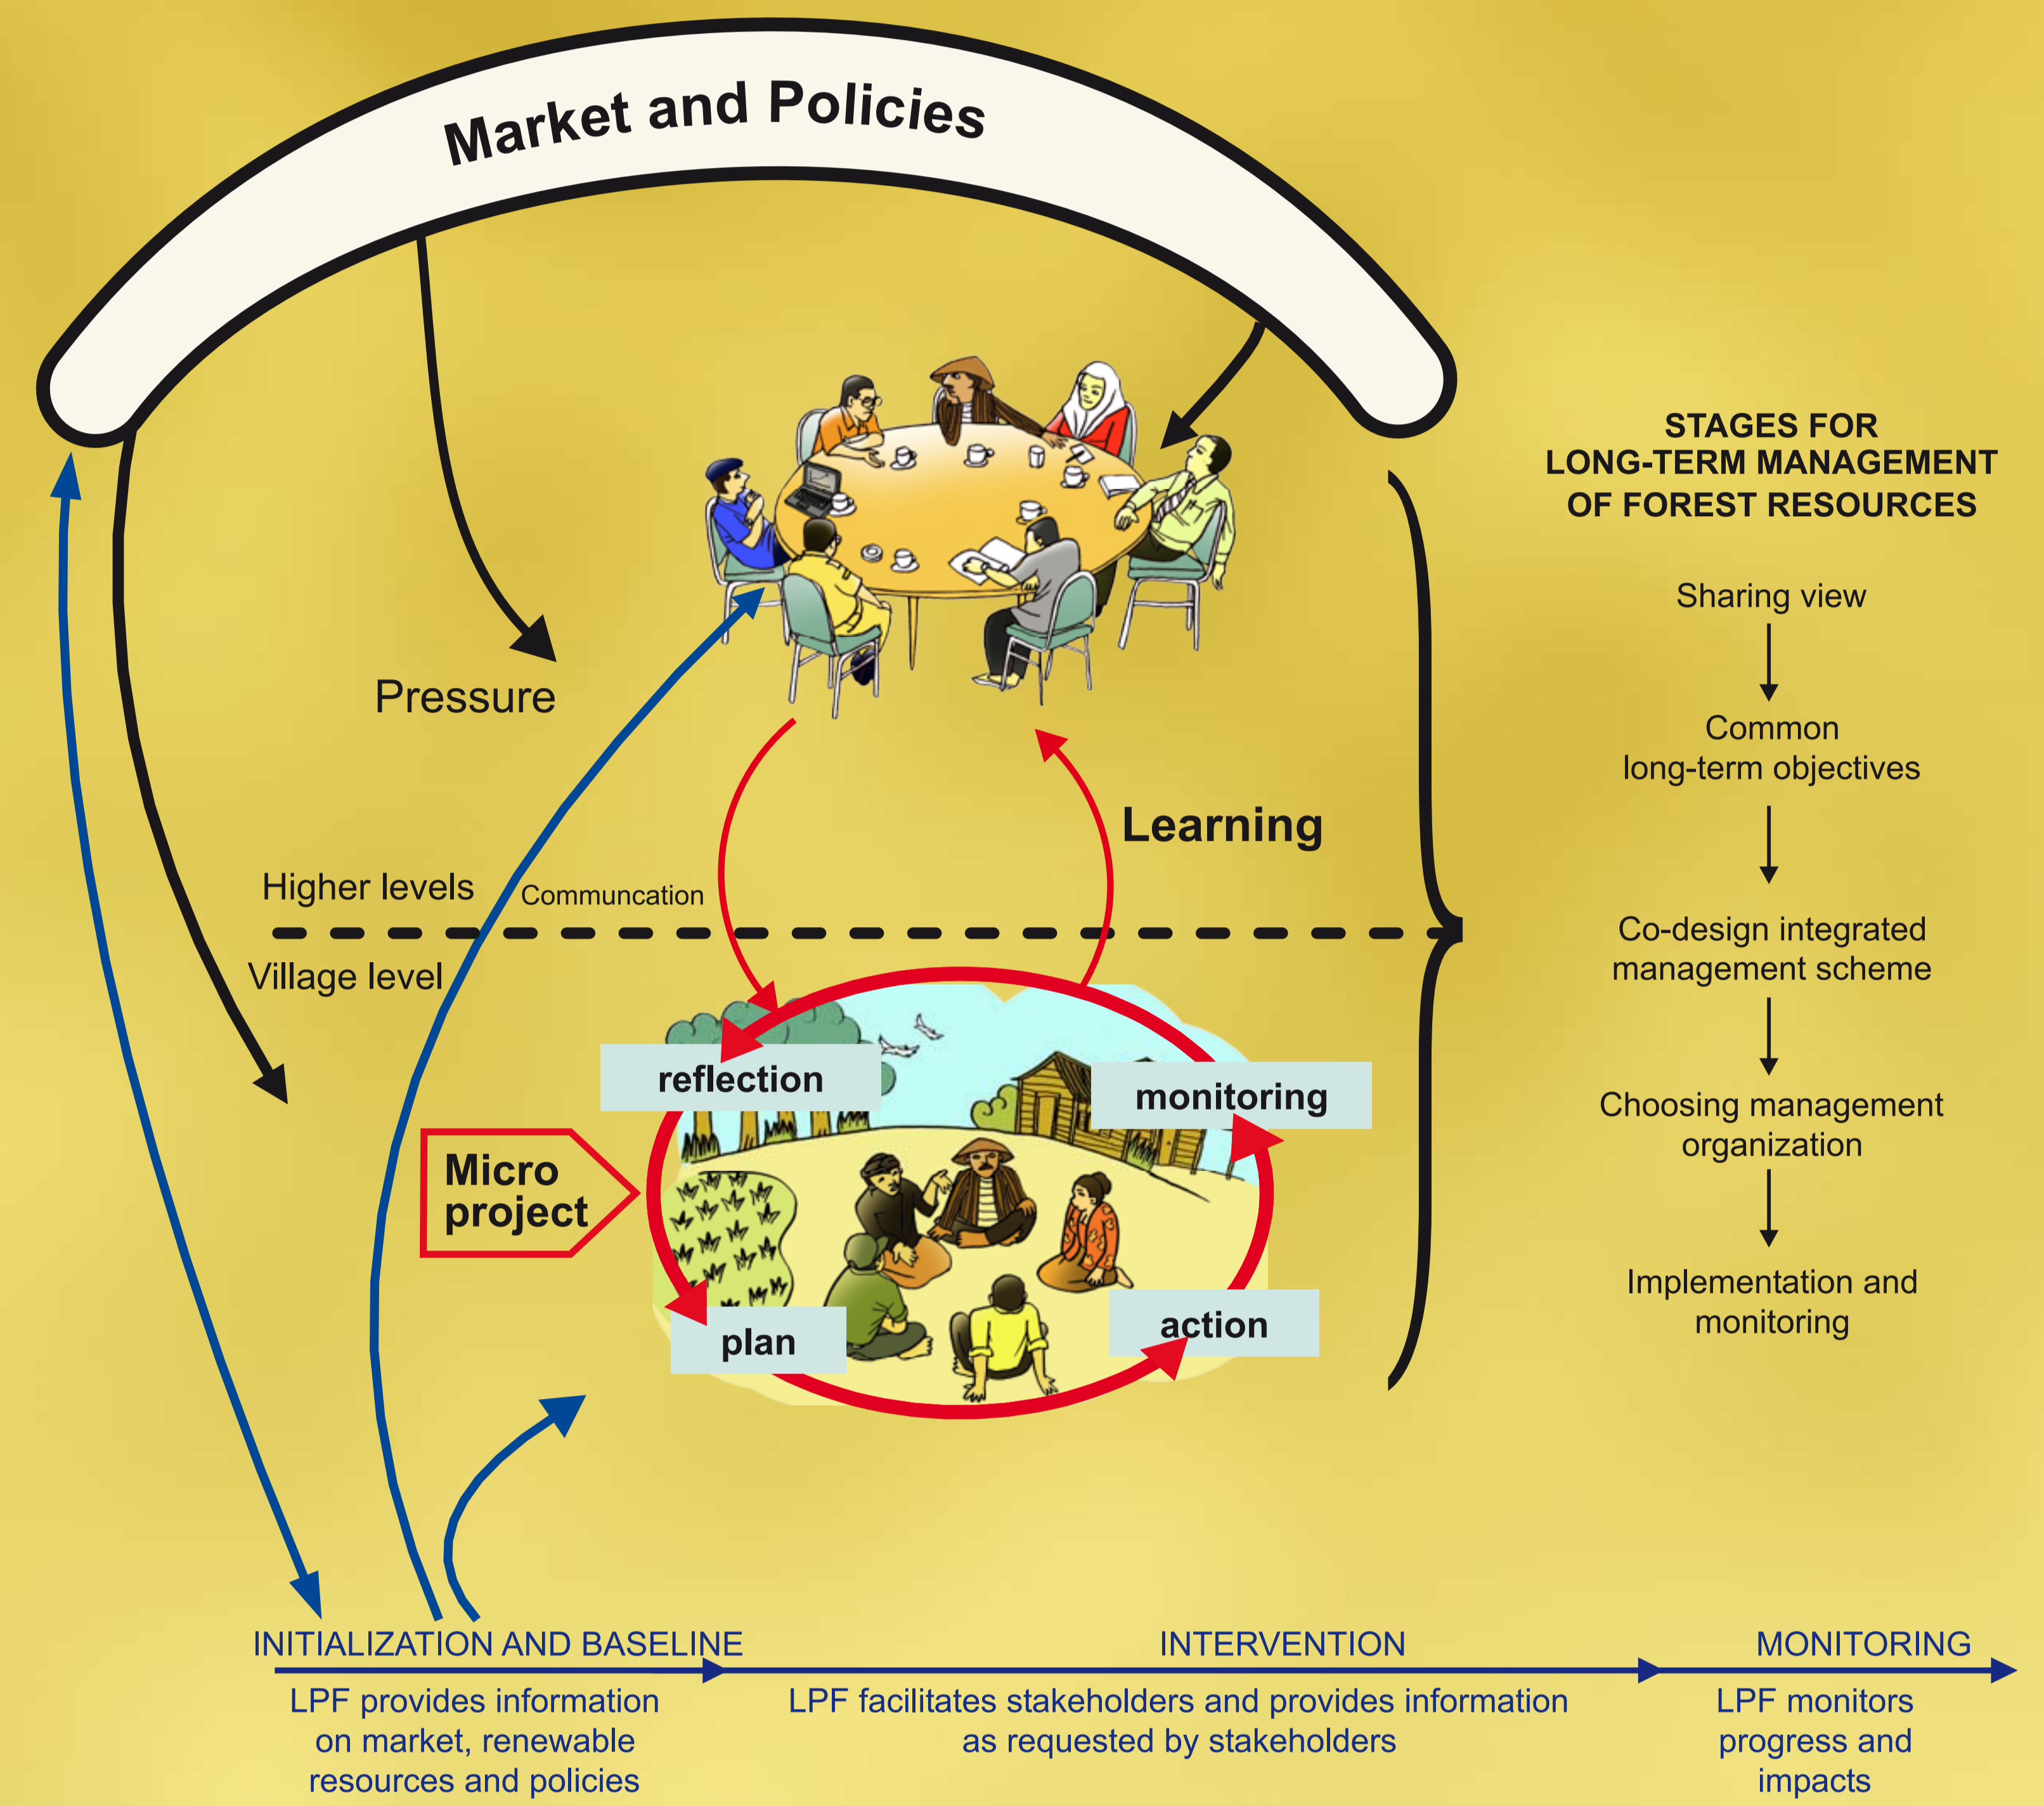 Market and Policies
STAGES FOR
LONG-TERM MANAGEMENT
OF FOREST RESOURCES
Sharing view
Common
long-term objectives
Co-design integrated
management scheme
Choosing management
organization
Implementation and
monitoring
Pressure
Learning
Higher levels
Communcation
Village level
reflection
monitoring
Micro
project
plan
action
INITIALIZATION AND BASELINE
LPF provides information
on market, renewable
resources and policies
INTERVENTION
LPF facilitates stakeholders and provides information
as requested by stakeholders
MONITORING
LPF monitors
progress and
impacts